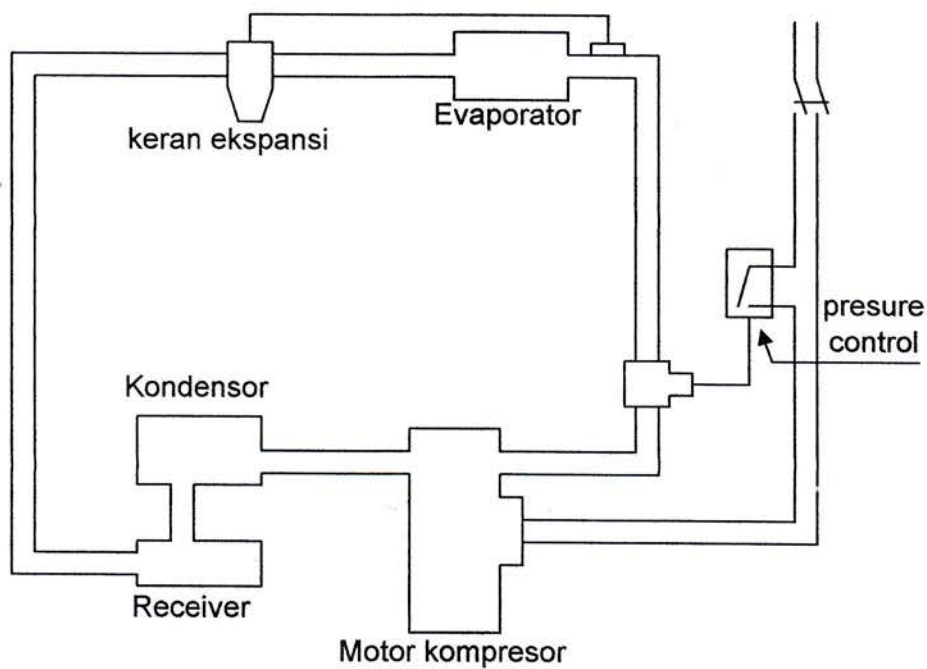 keran ekspansi
Evaporator
presure
control
Kondensor
Receiver
Motor kompresor